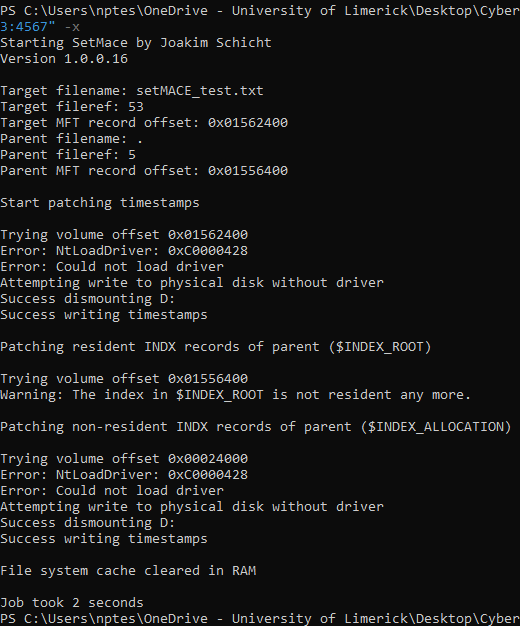 PS C:\Users\nptes\OneDrive - University of Limerick\Desktop\Cyber
3:4567" -x
Starting SetMace by Joakim Schicht
Version 1.0.0.16
Target filename: setMACE_test.txt
Target fileref: 53
Target MFT record offset: 0x01562400
Parent filename: .
Parent fileref: 5
Parent MFT record offset: 0x01556400
Start patching timestamps
Trying volume offset 0x01562400
Error: NtLoadDriver: 0xC0000428
Error: Could not load driver
Attempting write to physical disk without driver
Success dismounting D:
Success writing timestamps
Patching resident INDX records of parent ($INDEX_ROOT)
Trying volume offset 0x01556400
Warning: The index in $INDEX_ROOT is not resident any more.
Patching non-resident INDX records of parent ($INDEX_ALLOCATION)
Trying volume offset 0x00024000
Error: NtLoadDriver: 0xC0000428
Error: Could not load driver
Attempting write to physical disk without driver
Success dismounting D:
Success writing timestamps
File system cache cleared in RAM
Job took 2 seconds
PS C:\Users\nptes\OneDrive - University of Limerick\Desktop\Cyber